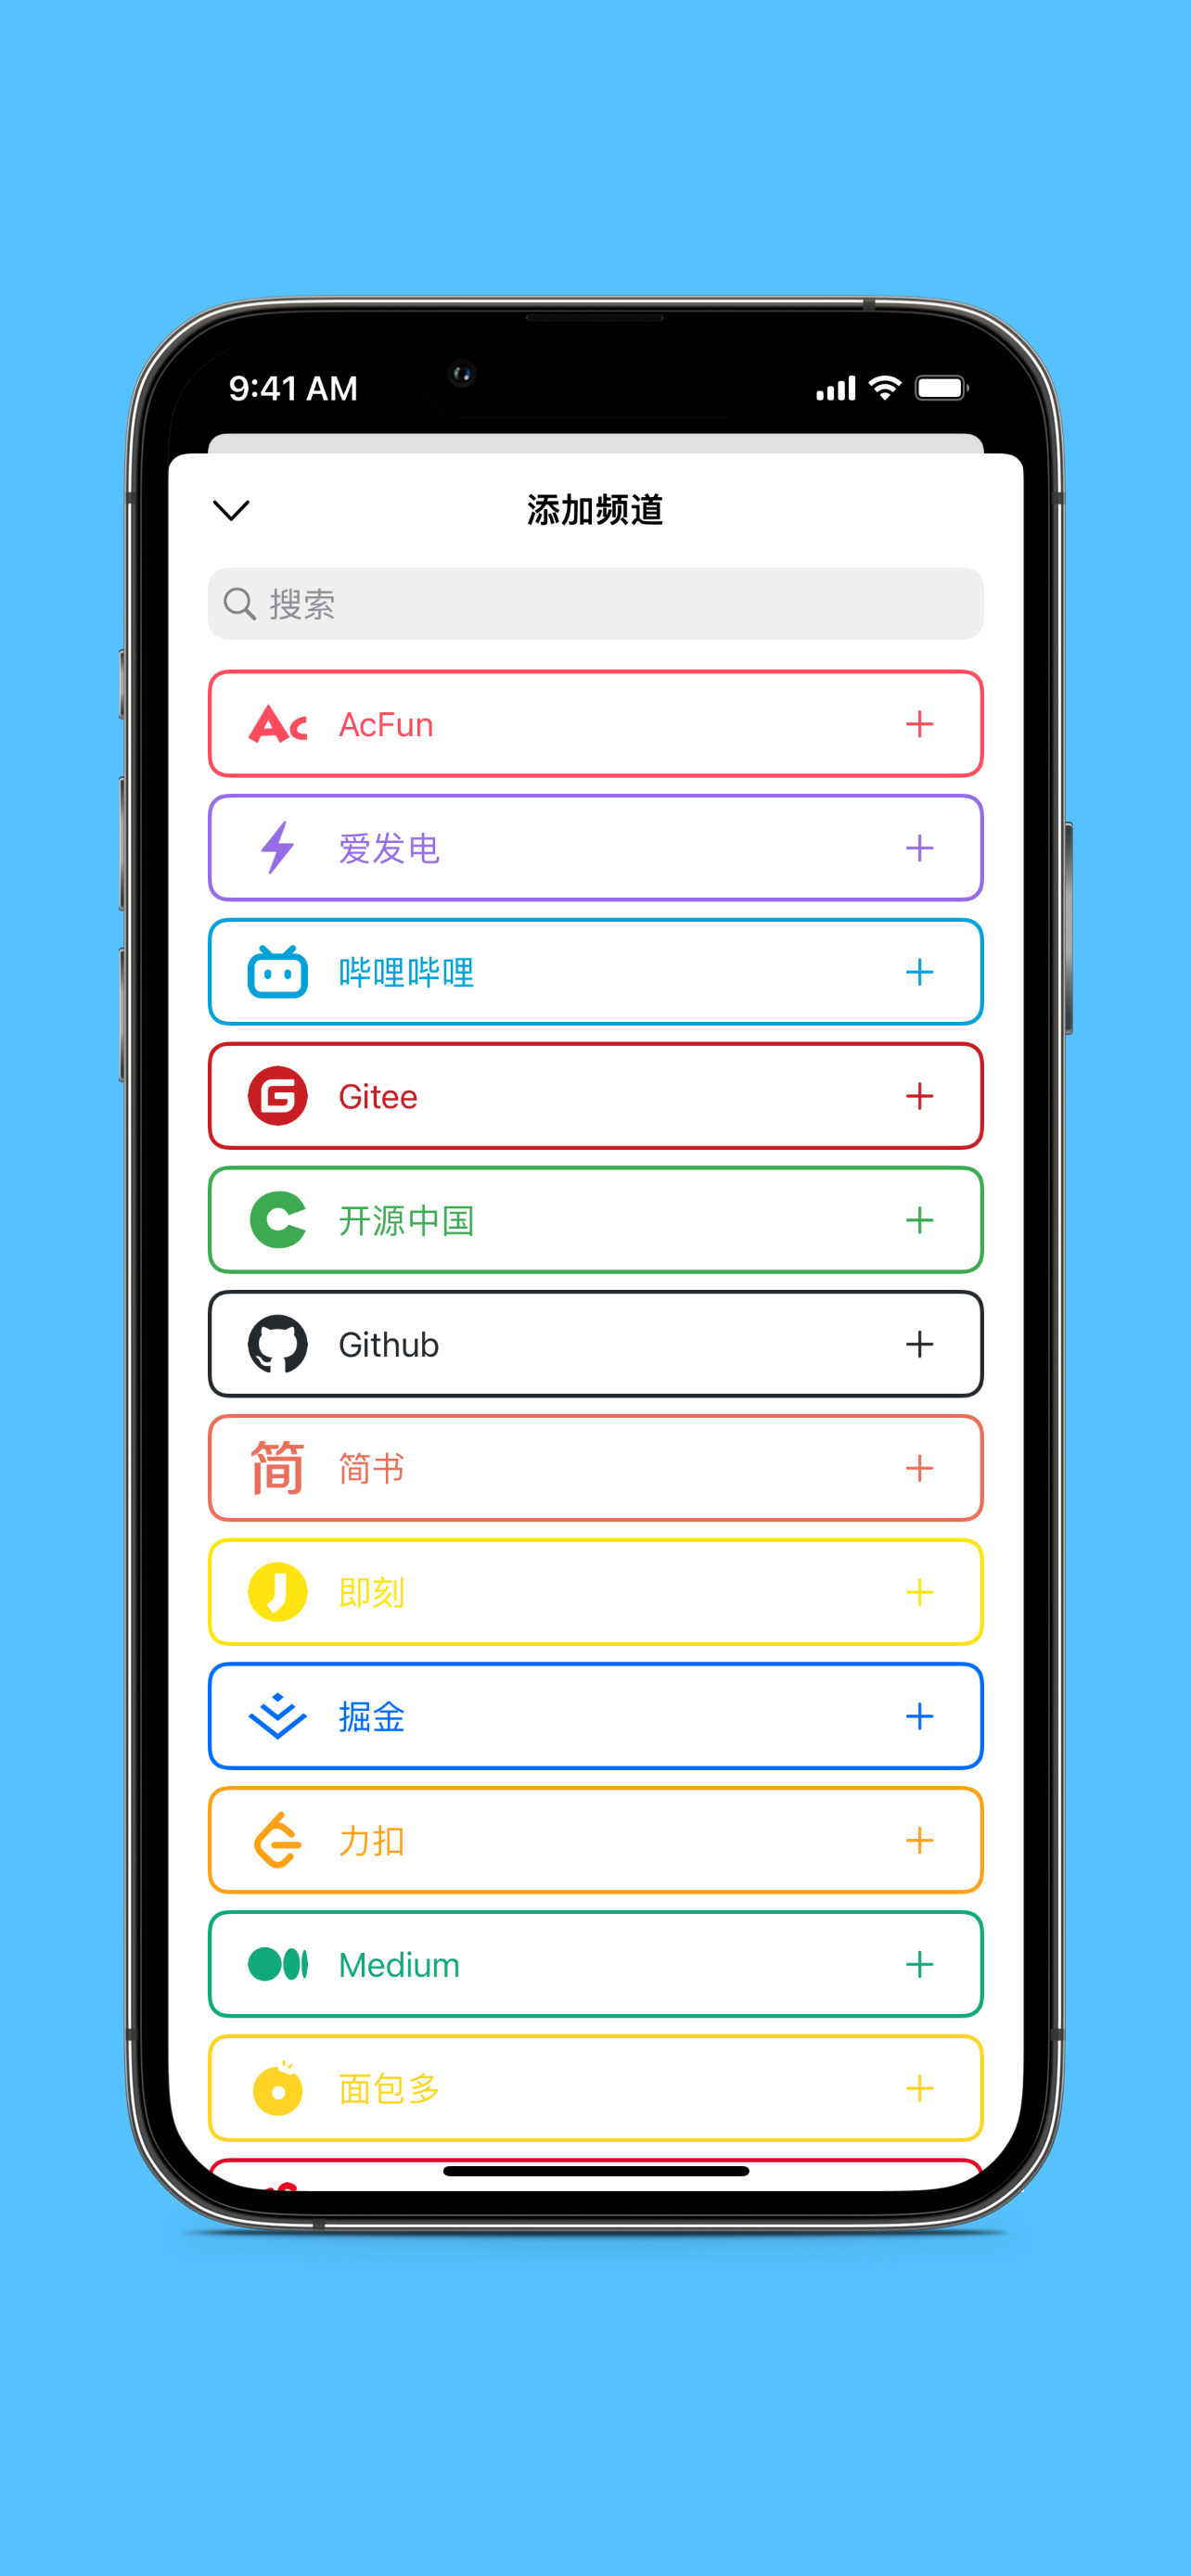 9:41 AM
添加频道
搜索
Ac AcFun
爱发电
哔哩哔哩
G Gitee
开源中国
Github
简 简书
J 即刻
掘金
力扣
Medium
面包多